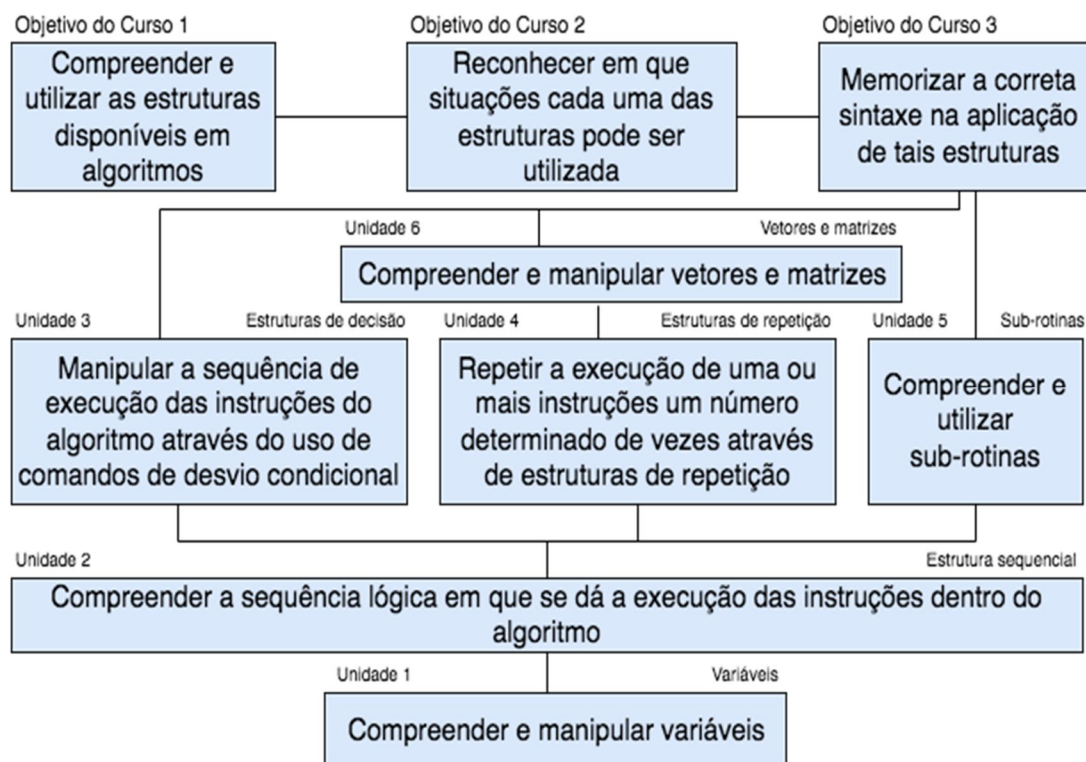 Objetivo do Curso 1
Compreender e
utilizar as estruturas
disponíveis em
algoritmos
Objetivo do Curso 2
Reconhecer em que
situações cada uma das
estruturas pode ser
utilizada
Objetivo do Curso 3
Memorizar a correta
sintaxe na aplicação
de tais estruturas
Unidade 6
Vetores e matrizes
Compreender e manipular vetores e matrizes
Unidade 3
Estruturas de decisão
Manipular a sequência de
execução das instruções do
algoritmo através do uso de
comandos de desvio condicional
Unidade 4
Estruturas de repetição
Repetir a execução de uma ou
mais instruções um número
determinado de vezes através
de estruturas de repetição
Unidade 5
Sub-rotinas
Compreender e
utilizar
sub-rotinas
Unidade 2
Estrutura sequencial
Compreender a sequência lógica em que se dá a execução das instruções dentro do
algoritmo
Unidade 1
Variáveis
Compreender e manipular variáveis